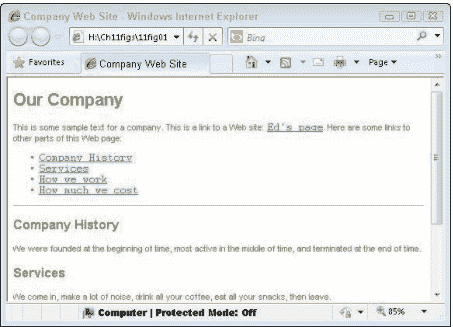 Company Web Site - Windows Internet Explorer
H:\Ch11figs\11fig01
Bing
Favorites
Company Web Site
Page
Our Company
This is some sample text for a company. This is a link to a Web site: Ed's page. Here are some links to
other parts of this Web page:
• Company History
• Services
• How we work
• How much we cost
Company History
We were founded at the beginning of time, most active in the middle of time, and terminated at the end of time.
Services
We come in, make a lot of noise, drink all your coffee, eat all your snacks, then leave.
Computer | Protected Mode: Off
85%